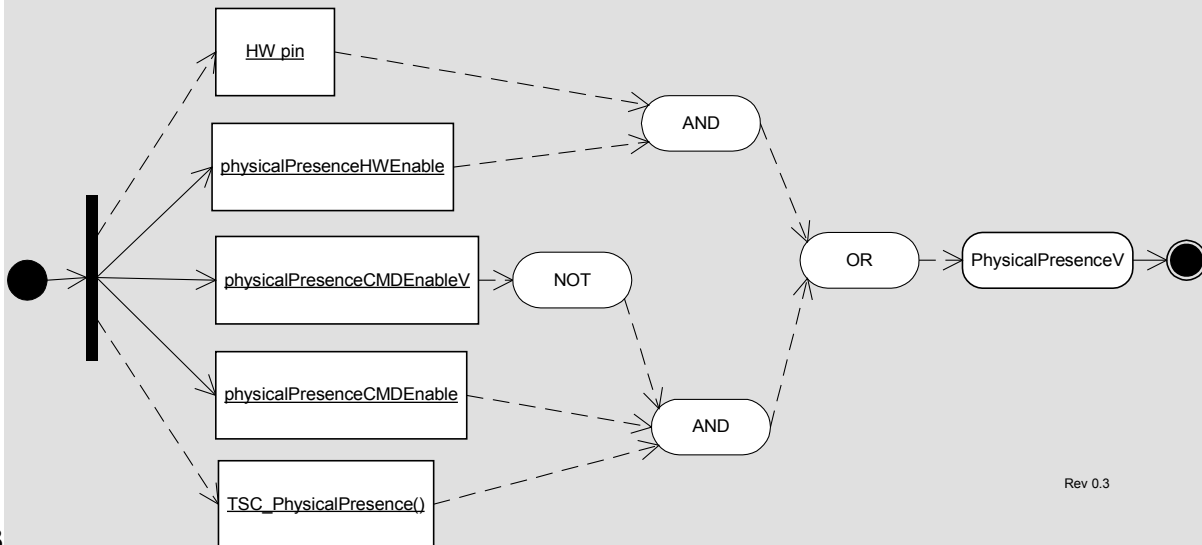 HW pin
AND
physicalPresenceHWEnable
physicalPresenceCMDEnableV
NOT
OR
PhysicalPresenceV
physicalPresenceCMDEnable
AND
TSC_PhysicalPresence()
Rev 0.3